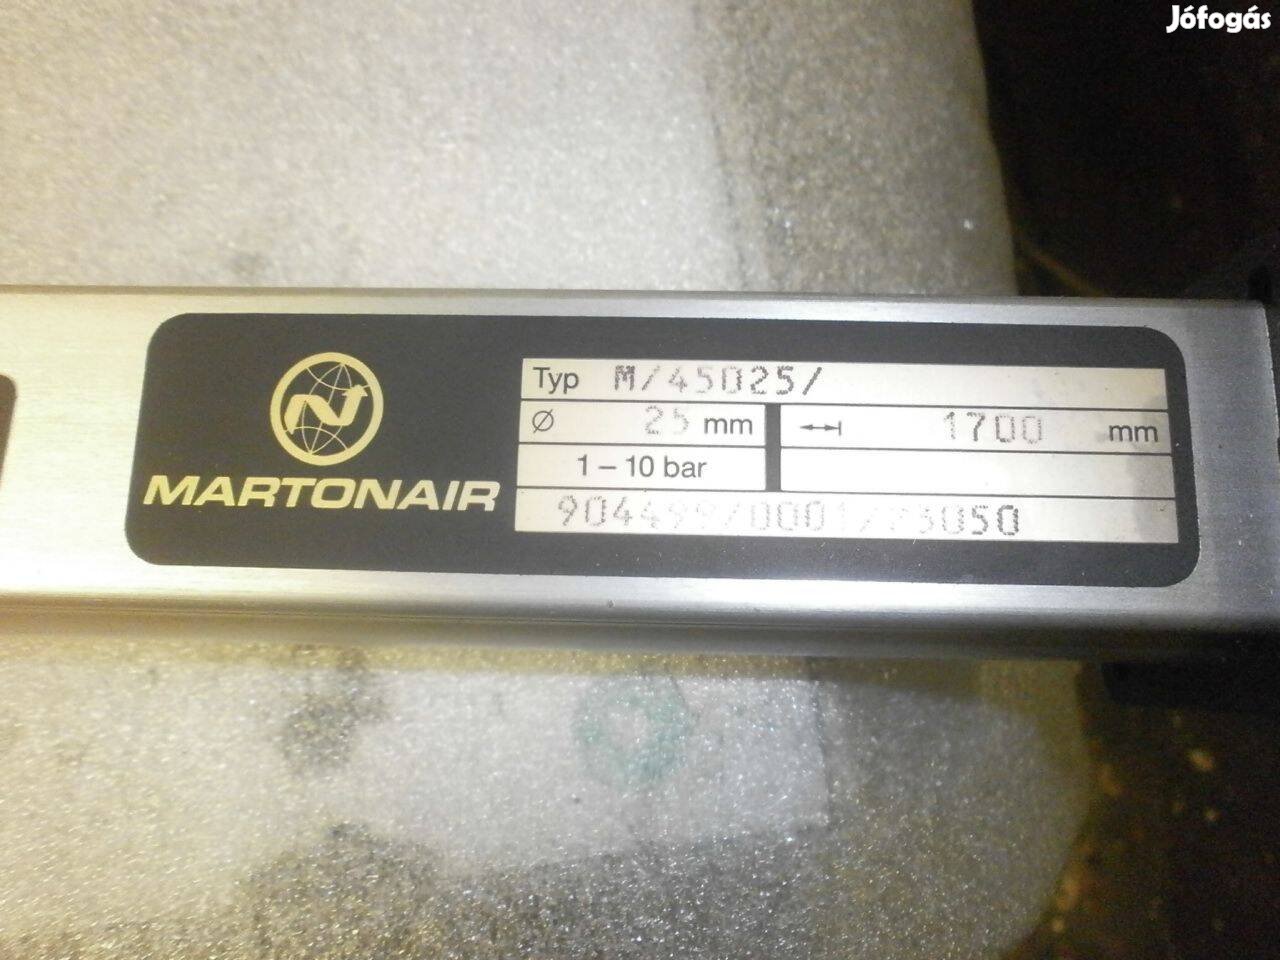 Jófogás
MARTONAIR
Typ M/45025/
Ø 25 mm
1700 mm
1 – 10 bar